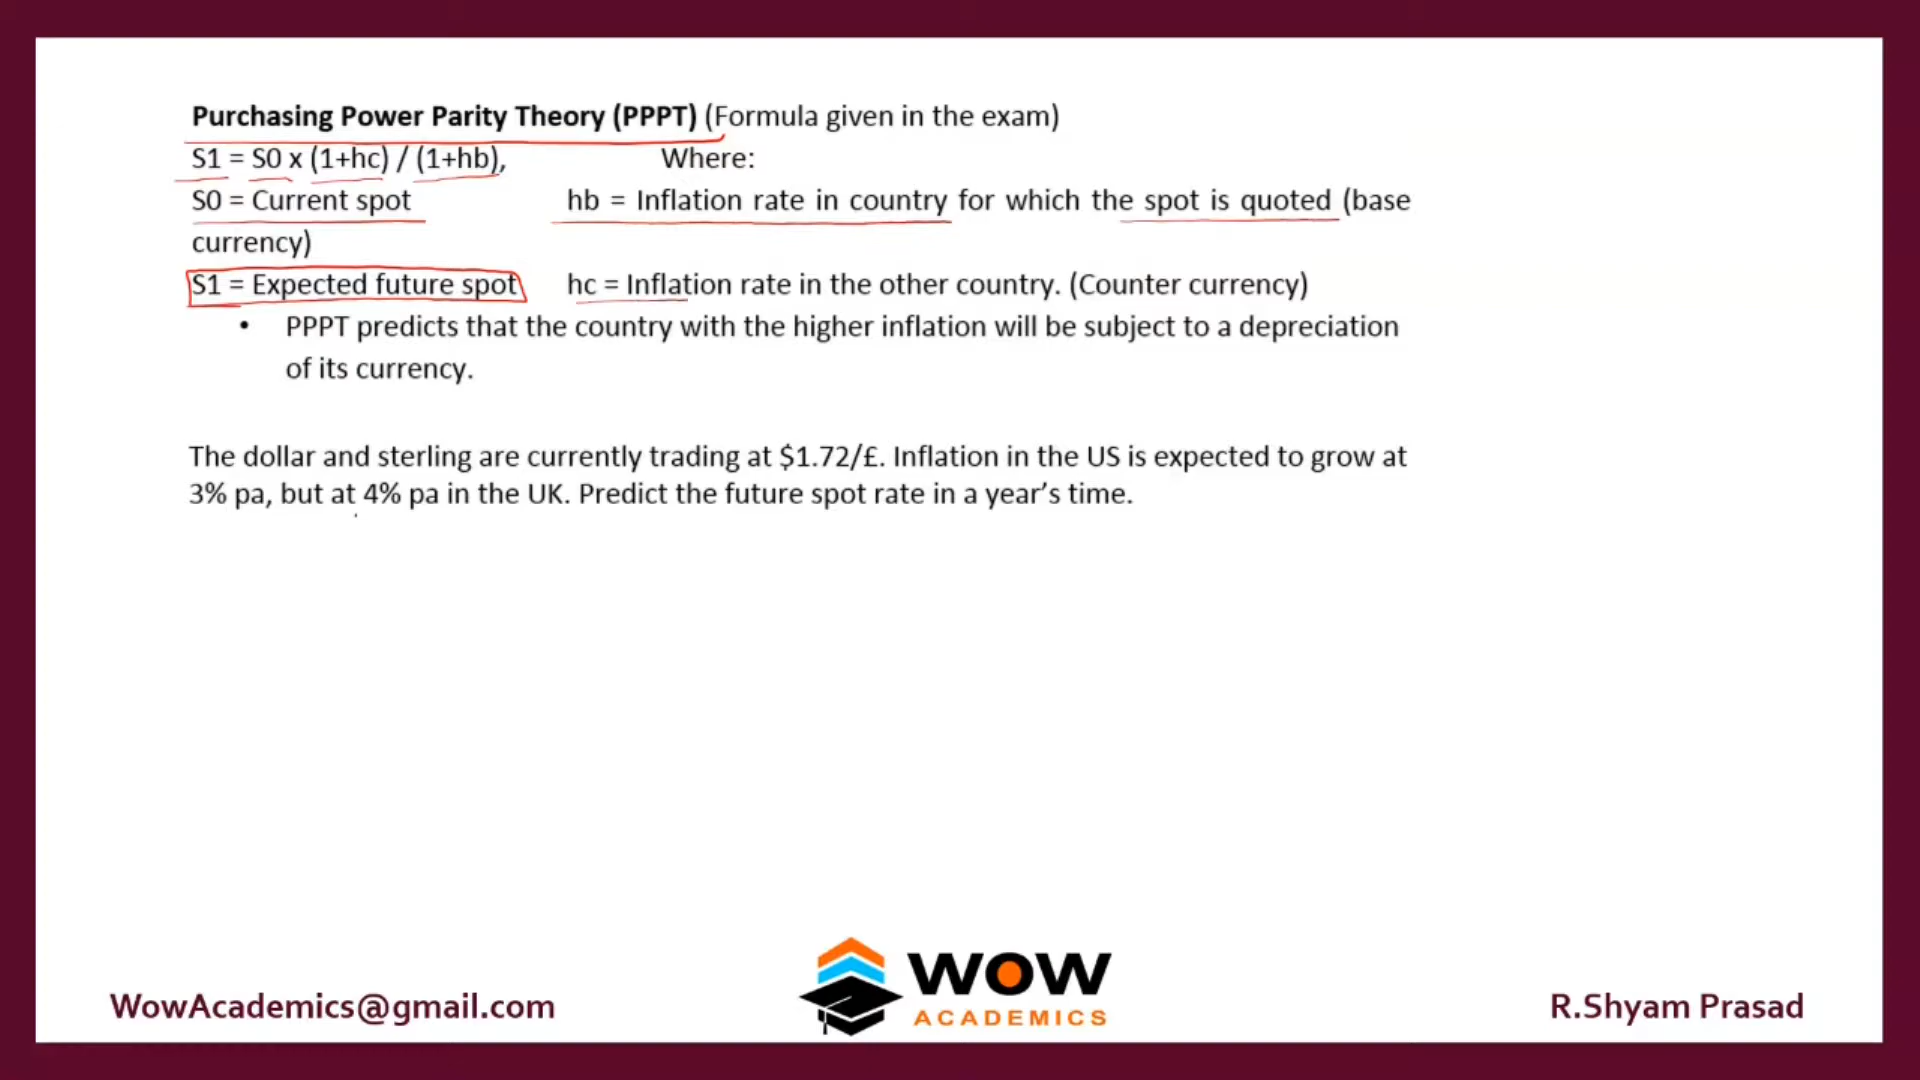 Purchasing Power Parity Theory (PPPT) (Formula given in the exam)
S1 = S0 x (1+hc) / (1+hb), Where:
S0 = Current spot hb = Inflation rate in country for which the spot is quoted (base
currency)
S1 = Expected future spot hc = Inflation rate in the other country. (Counter currency)
• PPPT predicts that the country with the higher inflation will be subject to a depreciation
of its currency.
The dollar and sterling are currently trading at $1.72/£. Inflation in the US is expected to grow at
3% pa, but at 4% pa in the UK. Predict the future spot rate in a year’s time.
WowAcademics@gmail.com
WOW
ACADEMICS
R.Shyam Prasad